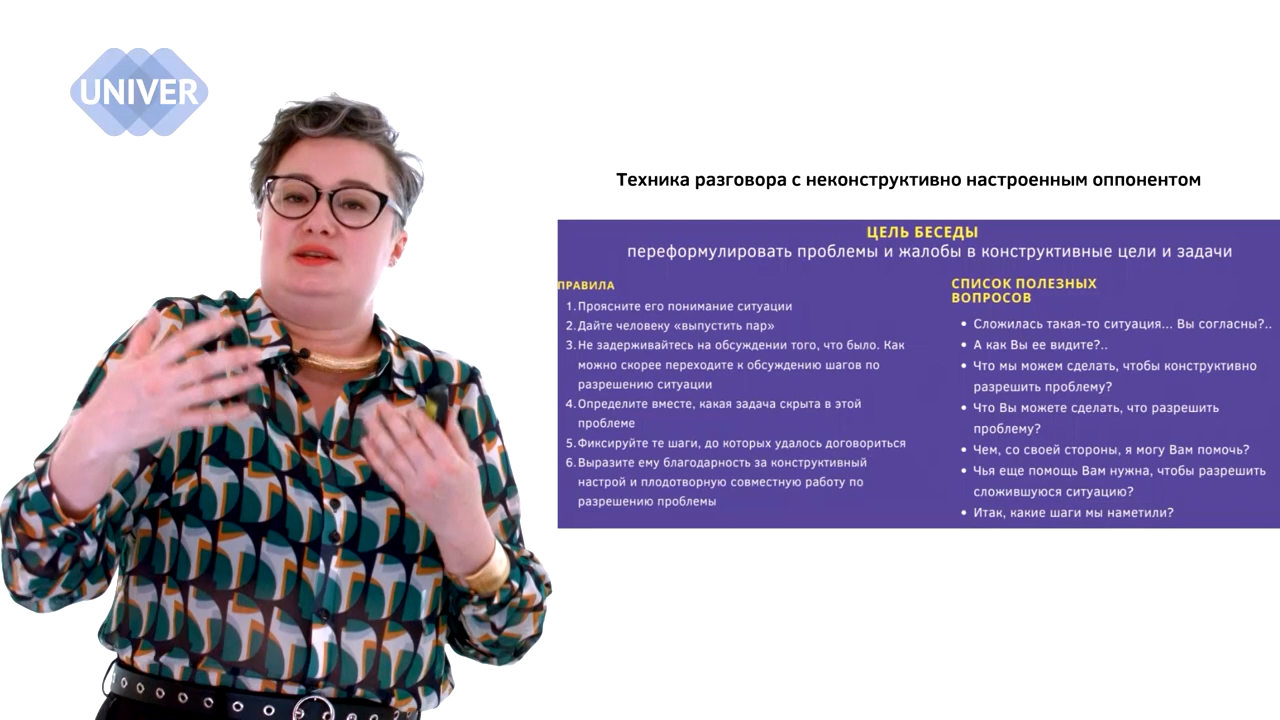 UNIVER
Техника разговора с неконструктивно настроенным оппонентом
ЦЕЛЬ БЕСЕДЫ
переформулировать проблемы и жалобы в конструктивные цели и задачи
ПРАВИЛА
1. Проясните его понимание ситуации
2. Дайте человеку «выпустить пар»
3. Не задерживайтесь на обсуждении того, что было. Как
можно скорее переходите к обсуждению шагов по
разрешению ситуации
4. Определите вместе, какая задача скрыта в этой
проблеме
5. Фиксируйте те шаги, до которых удалось договориться
6. Выразите ему благодарность за конструктивный
настрой и плодотворную совместную работу по
разрешению проблемы
СПИСОК ПОЛЕЗНЫХ
ВОПРОСОВ
• Сложилась такая-то ситуация... Вы согласны?..
• А как Вы ее видите?..
• Что мы можем сделать, чтобы конструктивно
разрешить проблему?
• Что Вы можете сделать, что разрешить
проблему?
• Чем, со своей стороны, я могу Вам помочь?
• Чья еще помощь Вам нужна, чтобы разрешить
сложившуюся ситуацию?
• Итак, какие шаги мы наметили?